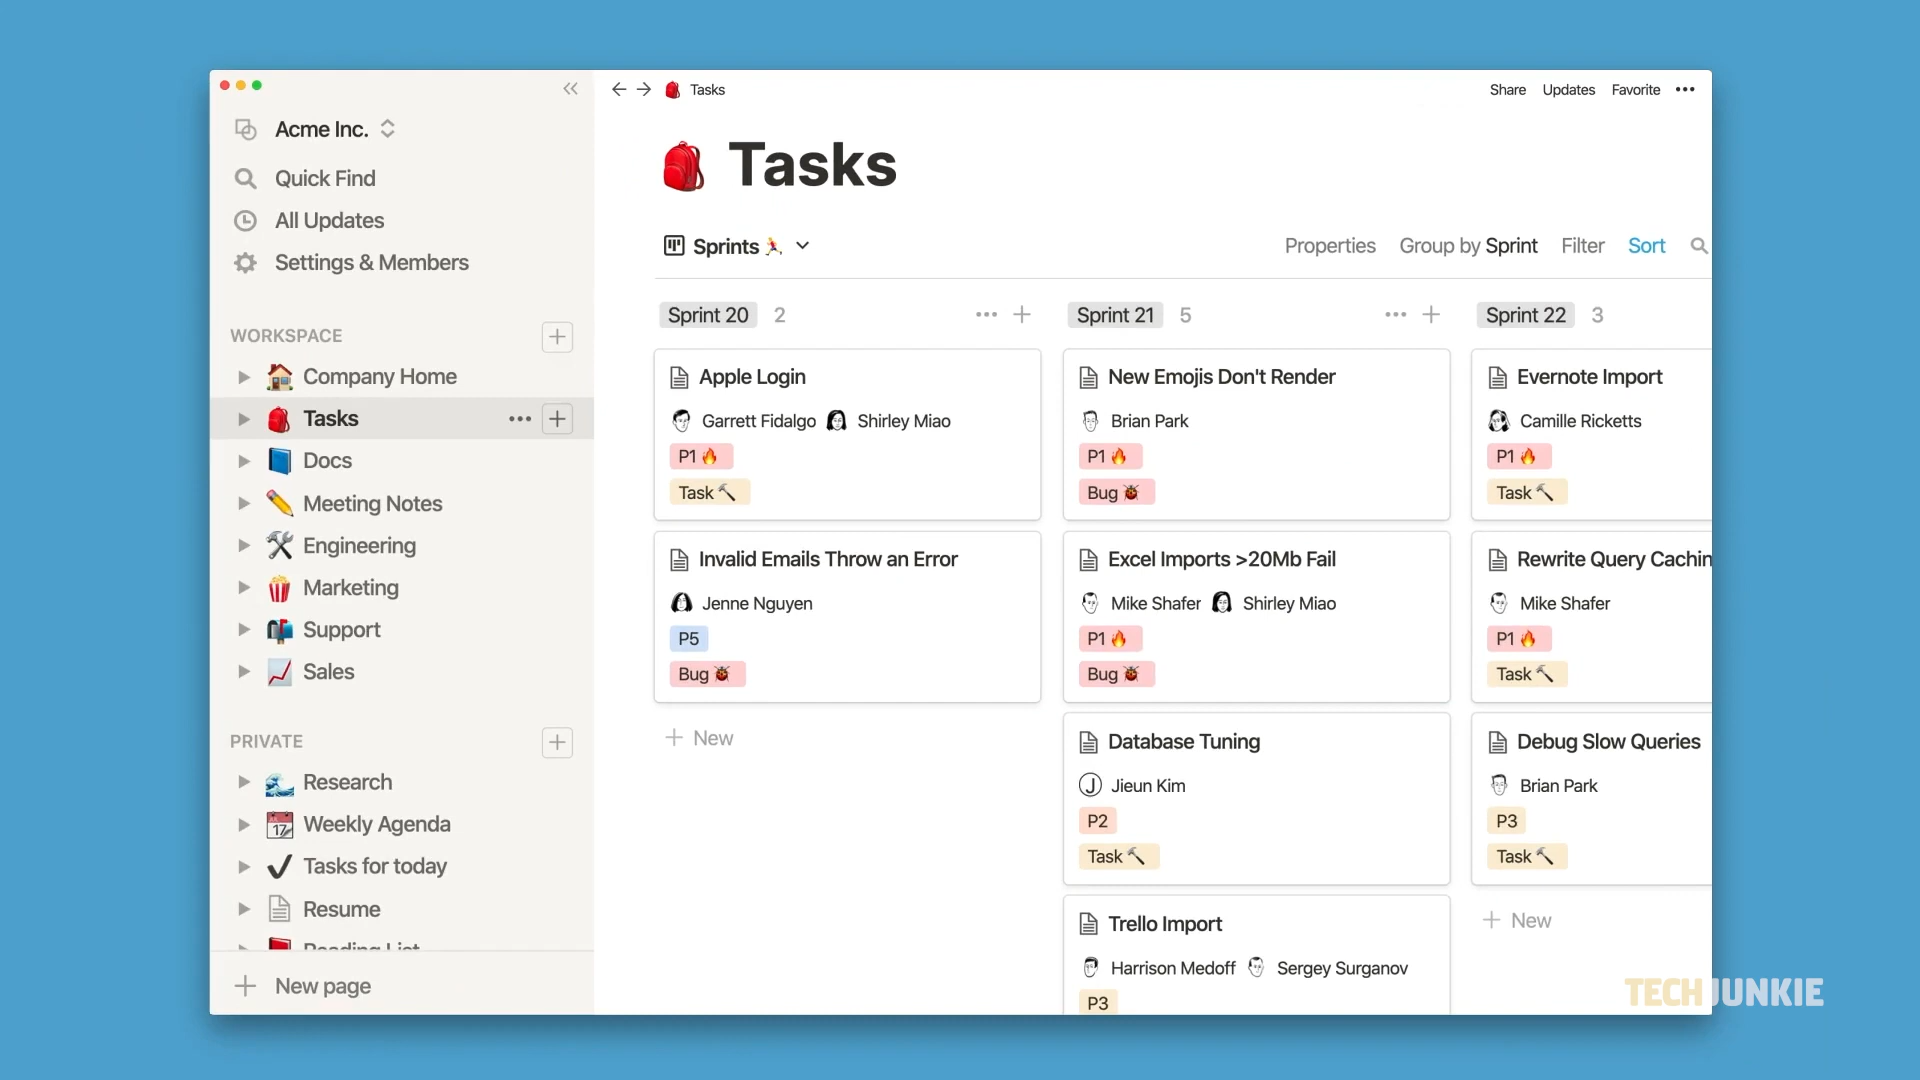 Acme Inc.
Quick Find
All Updates
Settings & Members
WORKSPACE
Company Home
Tasks
Docs
Meeting Notes
Engineering
Marketing
Support
Sales
PRIVATE
Research
17
Weekly Agenda
Tasks for today
Resume
Reading List
New page
Tasks
Share Updates Favorite
Tasks
Sprints
Properties Group by Sprint Filter Sort
Sprint 20 2
Apple Login
Garrett Fidalgo Shirley Miao
P1
Task
Invalid Emails Throw an Error
Jenne Nguyen
P5
Bug
New
Sprint 21 5
New Emojis Don't Render
Brian Park
P1
Bug
Excel Imports >20Mb Fail
Mike Shafer Shirley Miao
P1
Bug
Database Tuning
J Jieun Kim
P2
Task
Trello Import
Harrison Medoff Sergey Surganov
P3
Sprint 22 3
Evernote Import
Camille Ricketts
P1
Task
Rewrite Query Cachin
Mike Shafer
P1
Task
Debug Slow Queries
Brian Park
P3
Task
New
TECHJUNKIE